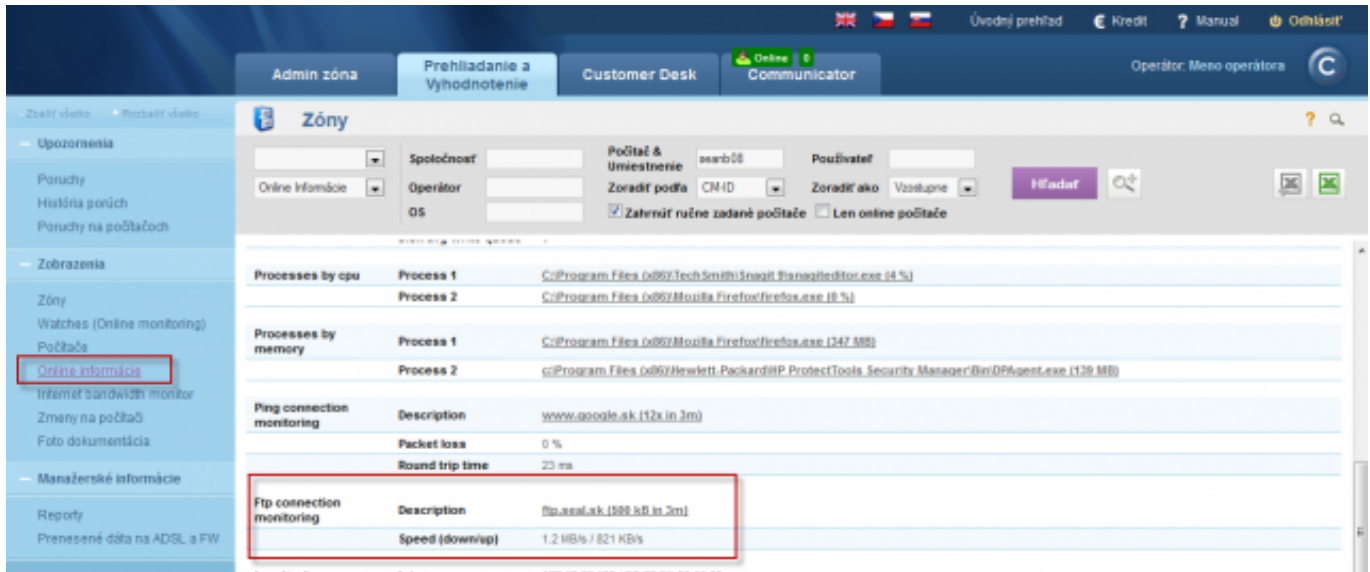 Úvodný prehľad € Kredit ? Manual Odhlásiť
Admin zóna
Prehliadanie a
Vyhodnotenie
Customer Desk
Online 0
Communicator
Operátor: Meno operátora
C
Zbaliť všetko Rozbaliť všetko
Upozornenia
Poruchy
História porúch
Poruchy na počítačoch
Zobrazenia
Zóny
Watches (Online monitoring)
Počítače
Online informácie
Internet bandwidth monitor
Zmeny na počítači
Foto dokumentácia
Manažerské informácie
Reporty
Prenesené dáta na ADSL a FW
Zóny
?
Spoločnosť
Počítač &
Umiestnenie
Používateľ
Online Informácie
Operátor
Zoradiť podľa CM-ID
Zoradiť ako Vzostupne
Hľadať
OS
Zahrnúť ručne zadané počítače
Len online počítače
Processes by cpu Process 1 C:\Program Files (x86)\TechSmith\Snagit 9\snagiteditor.exe (4 %)
Process 2 C:\Program Files (x86)\Mozilla Firefox\firefox.exe (0 %)
Processes by
memory
Process 1 C:\Program Files (x86)\Mozilla Firefox\firefox.exe (347 MB)
Process 2 c:\Program Files (x86)\Hewlett-Packard\HP ProtectTools Security Manager\Bin\DPAgent.exe (139 MB)
Ping connection
monitoring
Description www.google.sk (12x in 3m)
Packet loss 0 %
Round trip time 23 ms
Ftp connection
monitoring
Description ftp.seal.sk (500 kB in 3m)
Speed (down/up) 1.2 MB/s / 821 KB/s